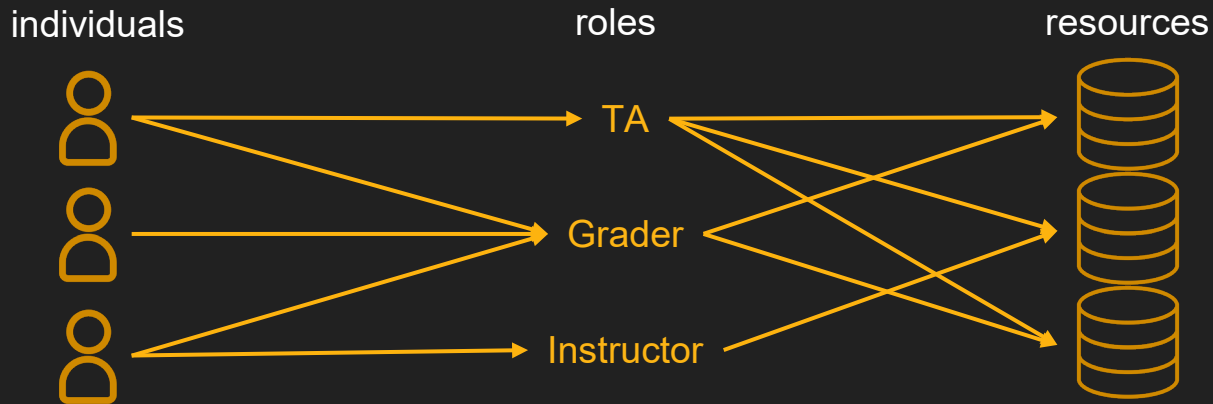 individuals
roles
resources
TA
Grader
Instructor